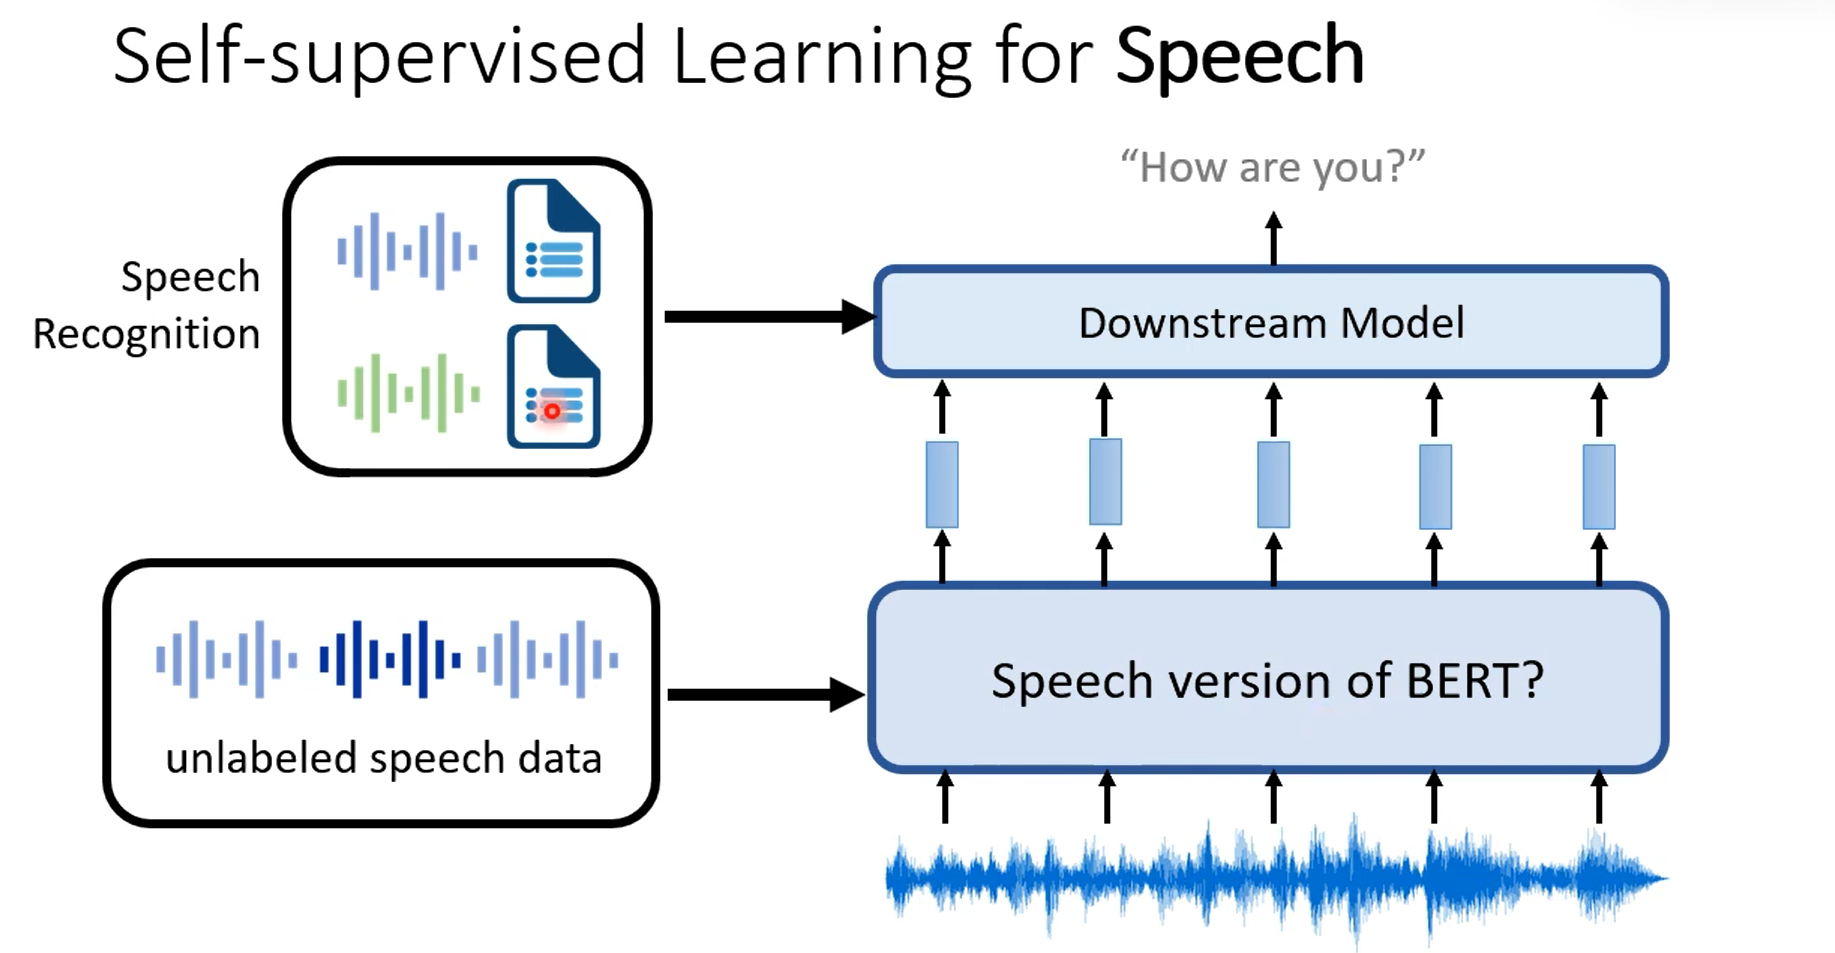 Self-supervised Learning for Speech
“How are you?”
Speech
Recognition
Downstream Model
Speech version of BERT?
unlabeled speech data